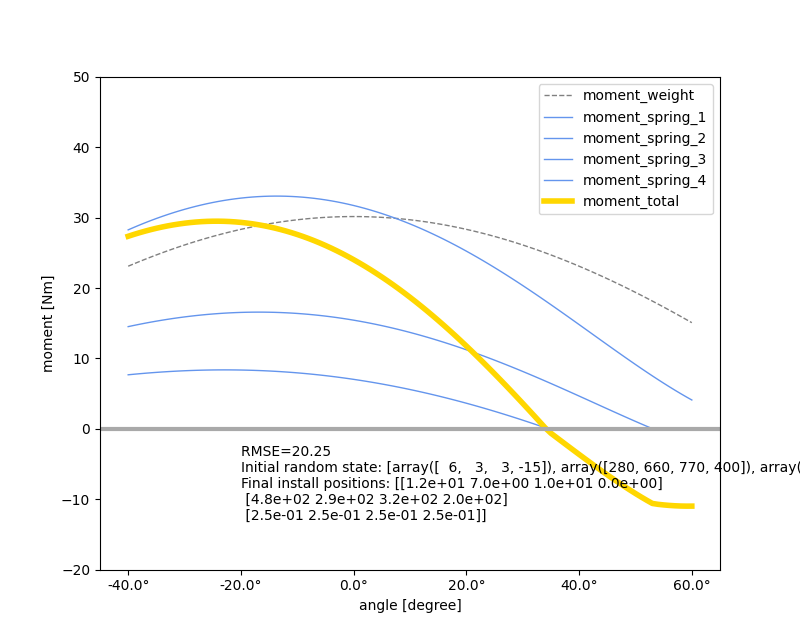 50
40
30
20
10
0
−10
−20
moment [Nm]
moment_weight
moment_spring_1
moment_spring_2
moment_spring_3
moment_spring_4
moment_total
RMSE=20.25
Initial random state: [array([  6,   3,   3, -15]), array([280, 660, 770, 400]), array(
Final install positions: [[1.2e+01 7.0e+00 1.0e+01 0.0e+00]
[4.8e+02 2.9e+02 3.2e+02 2.0e+02]
[2.5e-01 2.5e-01 2.5e-01 2.5e-01]]
-40.0° -20.0° 0.0° 20.0° 40.0° 60.0°
angle [degree]